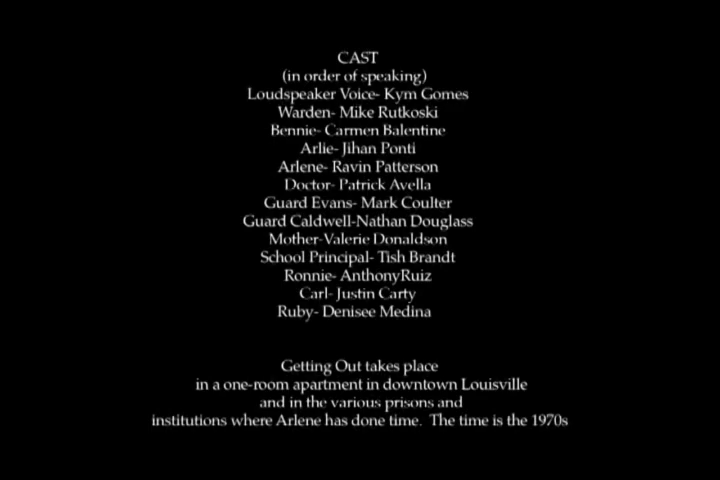 CAST
(in order of speaking)
Loudspeaker Voice- Kym Gomes
Warden- Mike Rutkoski
Bennie- Carmen Balentine
Arlie- Jihan Ponti
Arlene- Ravin Patterson
Doctor- Patrick Avella
Guard Evans- Mark Coulter
Guard Caldwell-Nathan Douglass
Mother-Valerie Donaldson
School Principal- Tish Brandt
Ronnie- AnthonyRuiz
Carl- Justin Carty
Ruby- Denisee Medina
Getting Out takes place
in a one-room apartment in downtown Louisville
and in the various prisons and
institutions where Arlene has done time.  The time is the 1970s